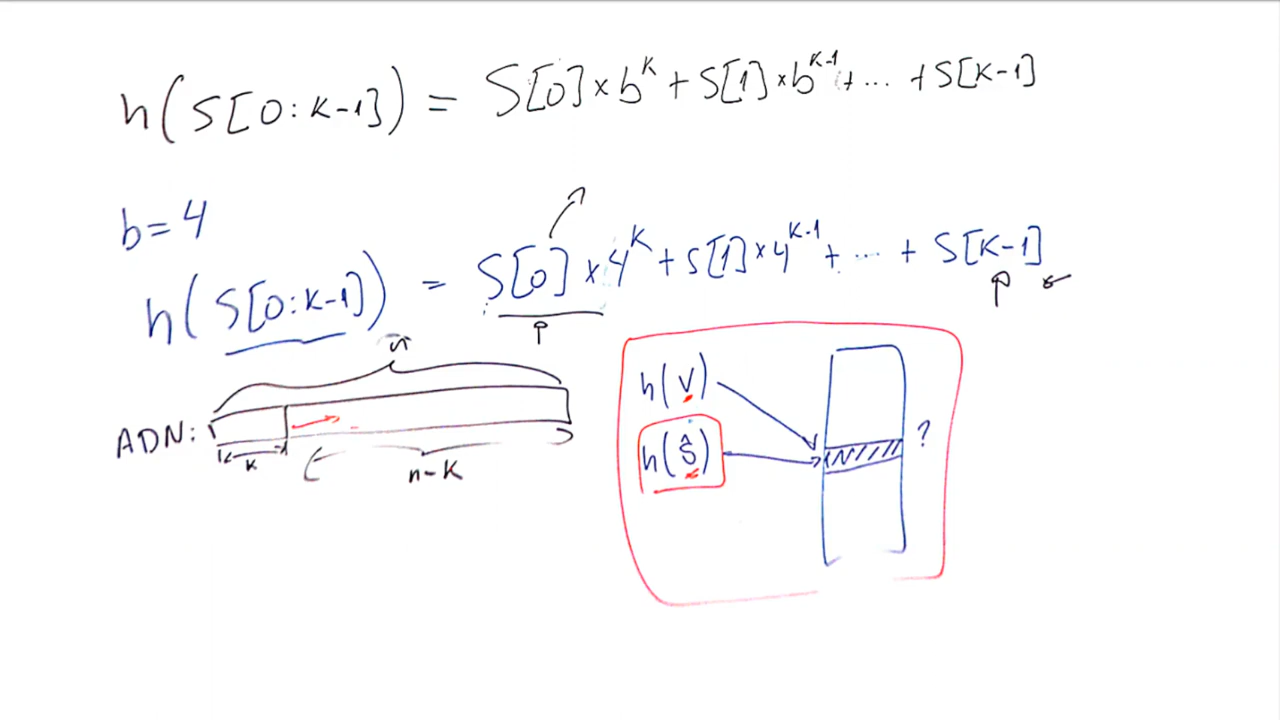 h(S[0:k-1]) = S[0]×b^k + S[1]×b^k-1 + ... + S[k-1]
b=4
h(S[0:k-1]) = S[0]×4^k + S[1]×4^k-1 + ... + S[k-1]
n
ADN:
k
n-k
h(v)
h(ŝ)
N
?